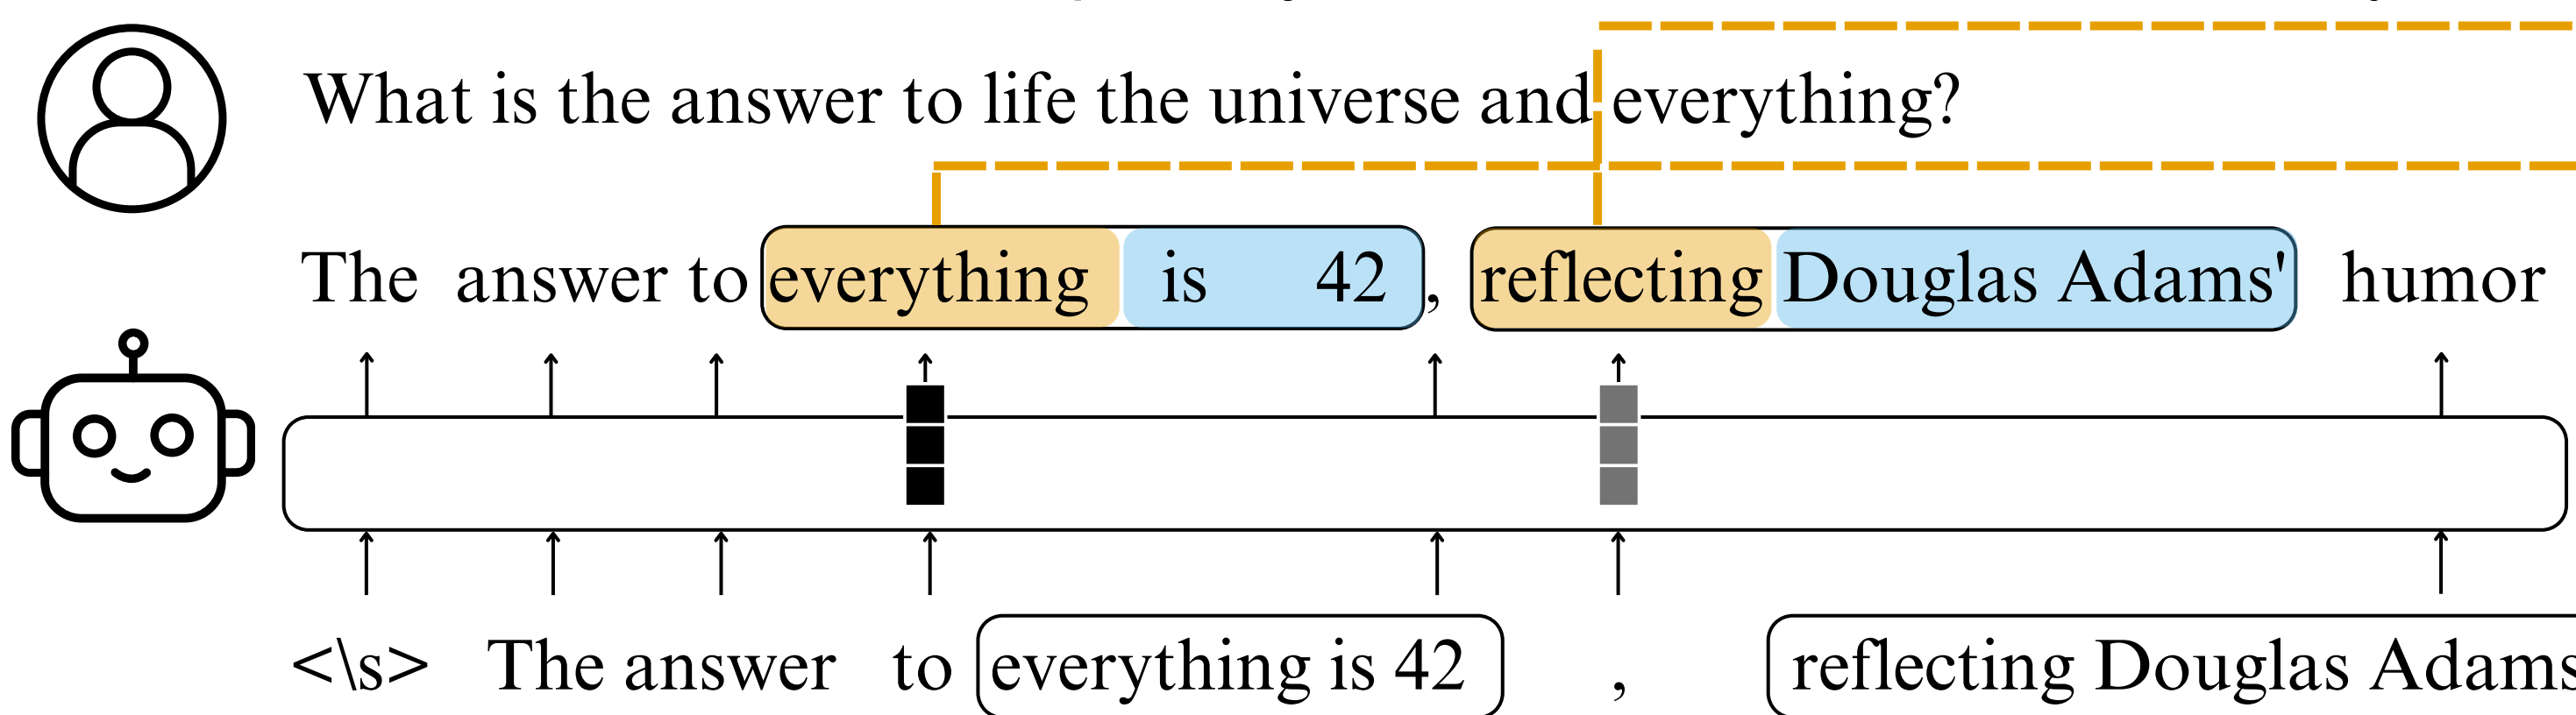 What is the answer to life the universe and everything?
The answer to everything is 42, reflecting Douglas Adams' humor
<\s> The answer to everything is 42 , reflecting Douglas Adams